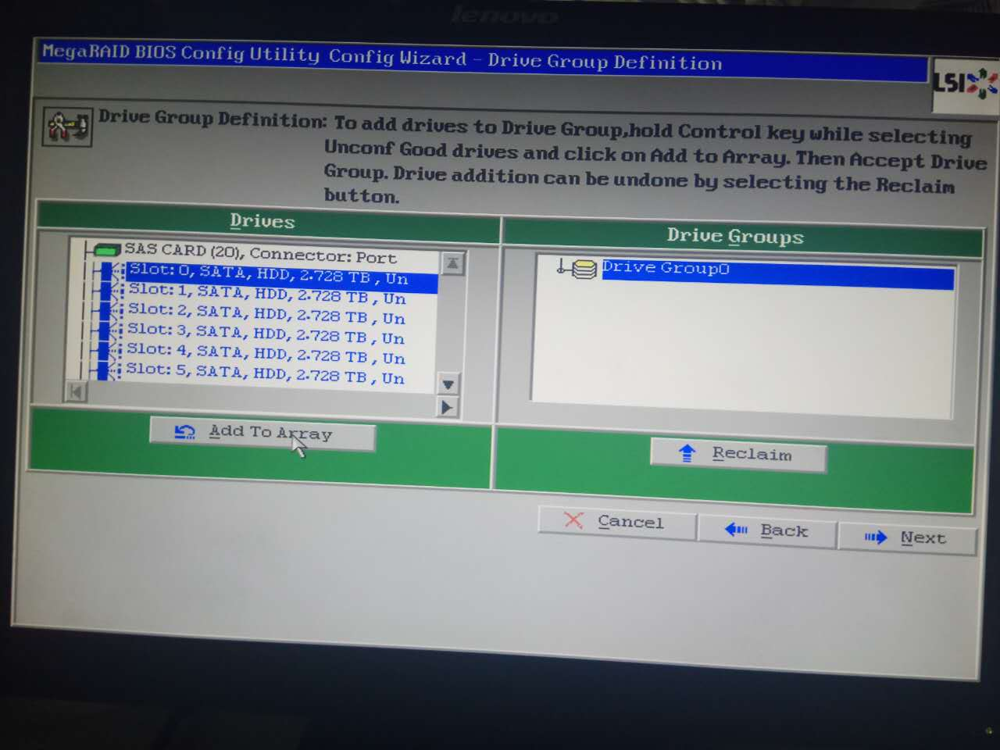 lenovo
MegaRAID BIOS Config Utility Config Wizard - Drive Group Definition
LSI
Drive Group Definition: To add drives to Drive Group,hold Control key while selecting
Unconf Good drives and click on Add to Array. Then Accept Drive
Group. Drive addition can be undone by selecting the Reclaim
button.
Drives
Drive Groups
SAS CARD (20), Connector: Port
Slot: 0, SATA, HDD, 2.728 TB , Un
Slot: 1, SATA, HDD, 2.728 TB , Un
Slot: 2, SATA, HDD, 2.728 TB , Un
Slot: 3, SATA, HDD, 2.728 TB , Un
Slot: 4, SATA, HDD, 2.728 TB , Un
Slot: 5, SATA, HDD, 2.728 TB , Un
Drive Group0
Add To Array
Reclaim
Cancel
Back
Next